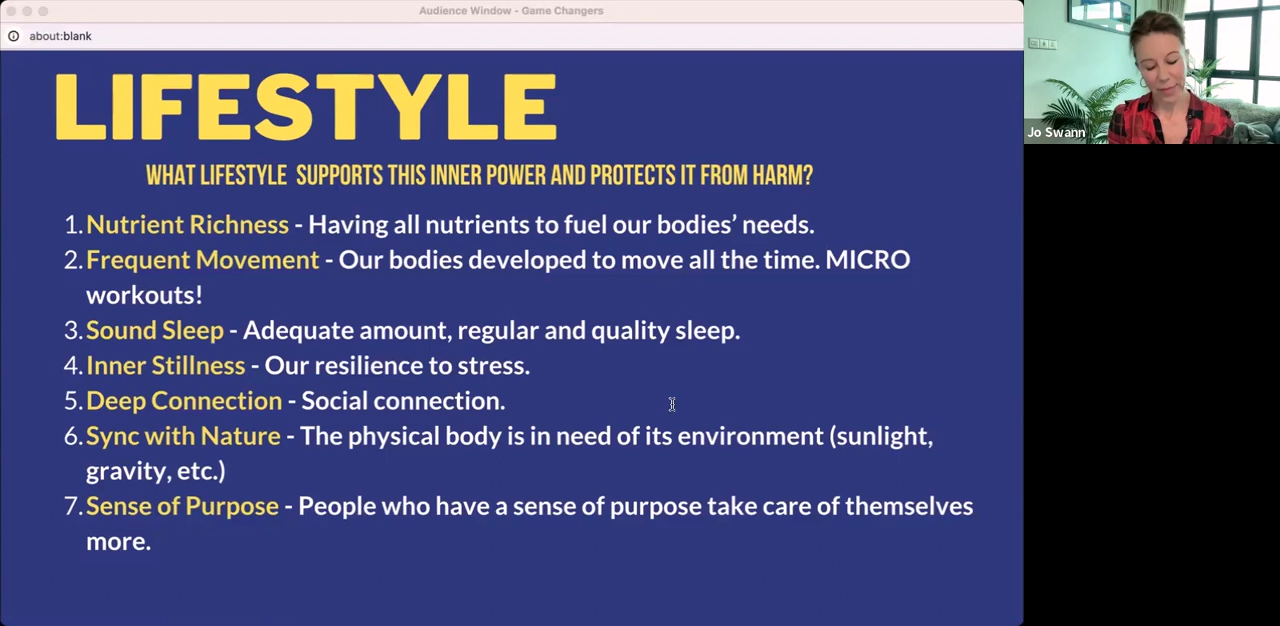 Audience Window - Game Changers
about:blank
LIFESTYLE
WHAT LIFESTYLE SUPPORTS THIS INNER POWER AND PROTECTS IT FROM HARM?
1. Nutrient Richness - Having all nutrients to fuel our bodies’ needs.
2. Frequent Movement - Our bodies developed to move all the time. MICRO
workouts!
3. Sound Sleep - Adequate amount, regular and quality sleep.
4. Inner Stillness - Our resilience to stress.
5. Deep Connection - Social connection.
6. Sync with Nature - The physical body is in need of its environment (sunlight,
gravity, etc.)
7. Sense of Purpose - People who have a sense of purpose take care of themselves
more.
Jo Swann